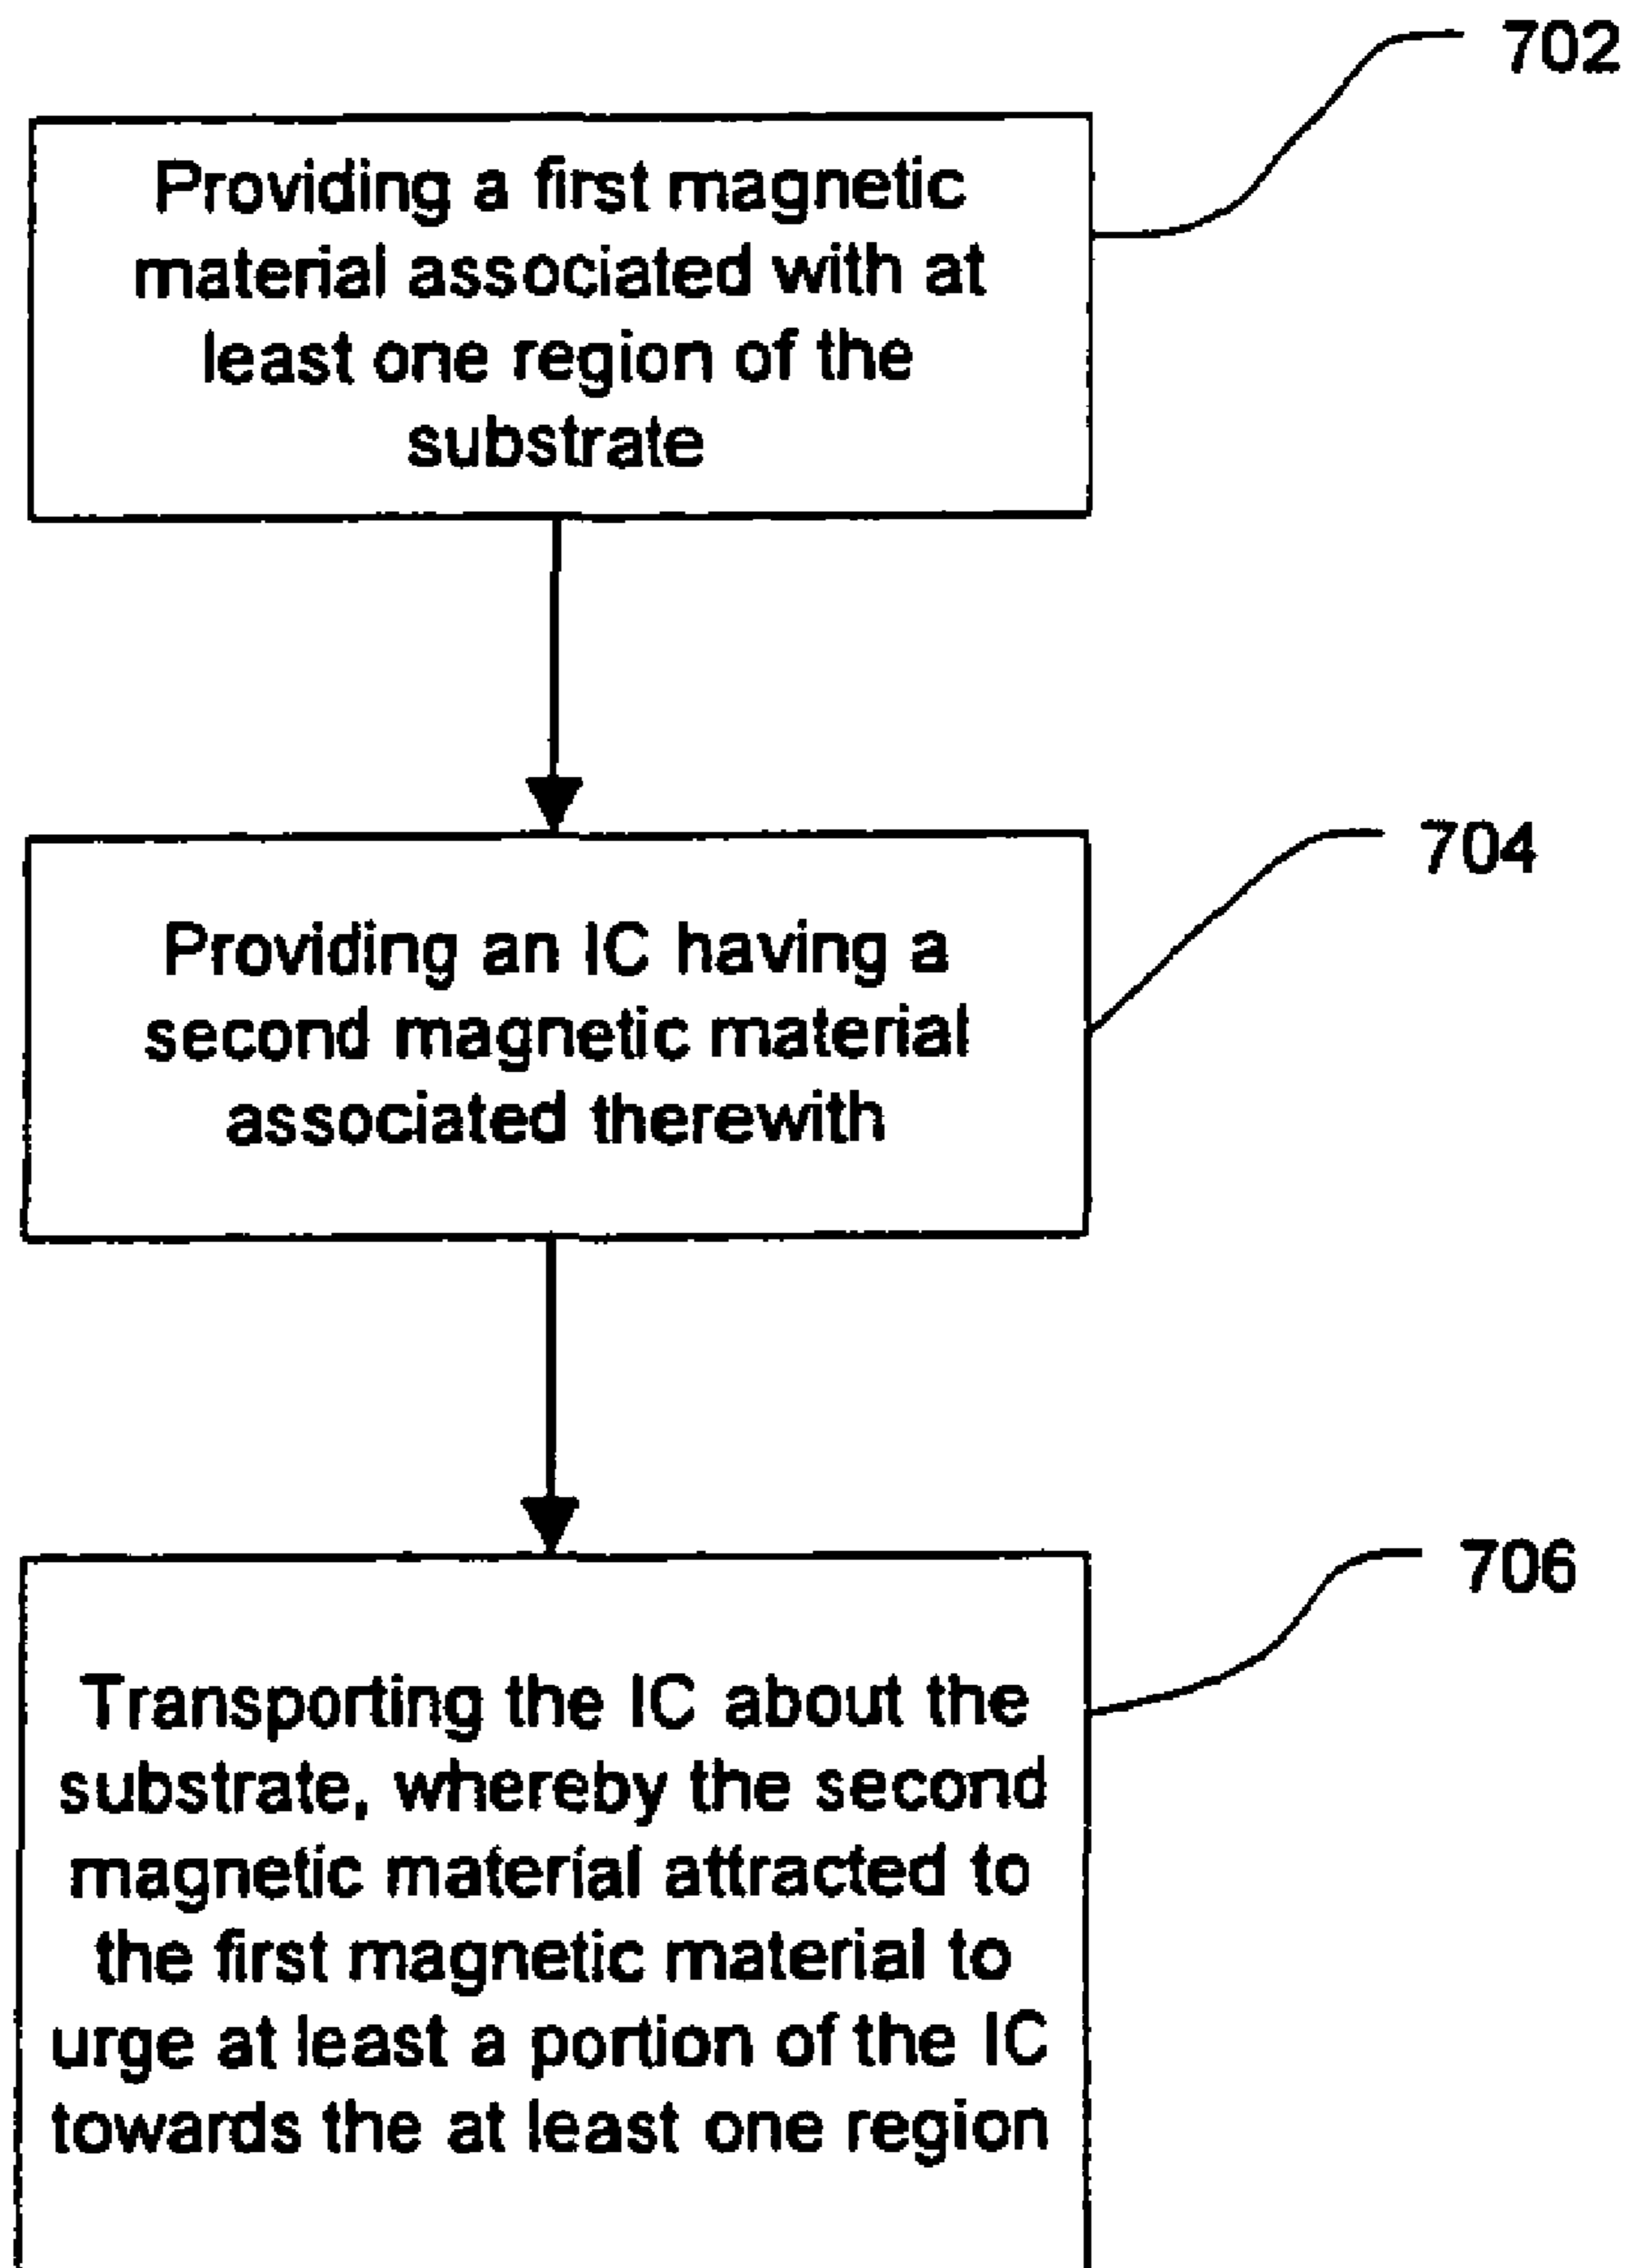 702
Providing a first magnetic
material associated with at
least one region of the
substrate
704
Providing an IC having a
second magnetic material
associated therewith
706
Transporting the IC about the
substrate, whereby the second
magnetic material attracted to
the first magnetic material to
urge at least a portion of the IC
towards the at least one region